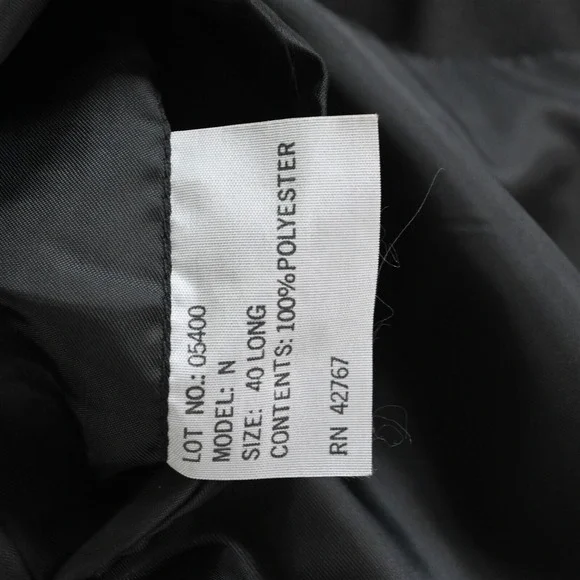 LOT NO.: 05400
MODEL: N
SIZE: 40 LONG
CONTENTS: 100%POLYESTER
RN 42767